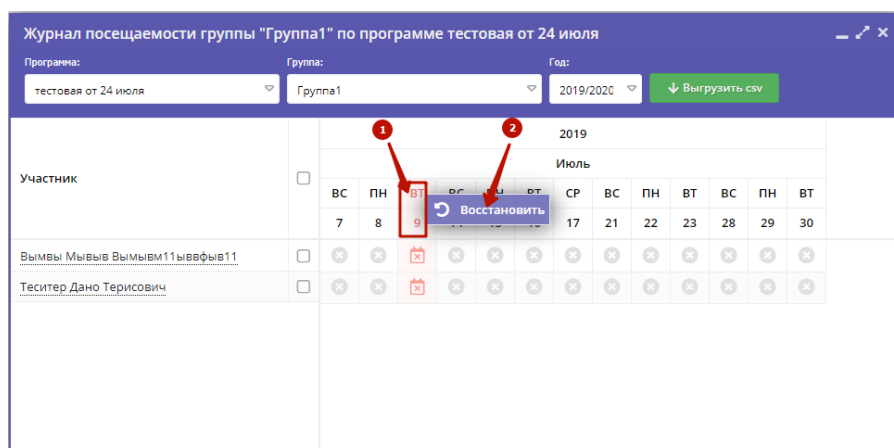 Журнал посещаемости группы "Группа1" по программе тестовая от 24 июля
Программа: Группа: Год:
тестовая от 24 июля Группа1 2019/2020 Выгрузить csv
1 2
2019
Июль
Участник
ВС ПН ВТ ВС ПН ВТ СР ВС ПН ВТ ВС ПН ВТ
Восстановить
7 8 9 17 21 22 23 28 29 30
Вымвы Мывыв Вымывм11ыввфыв11
Теситер Дано Терисович